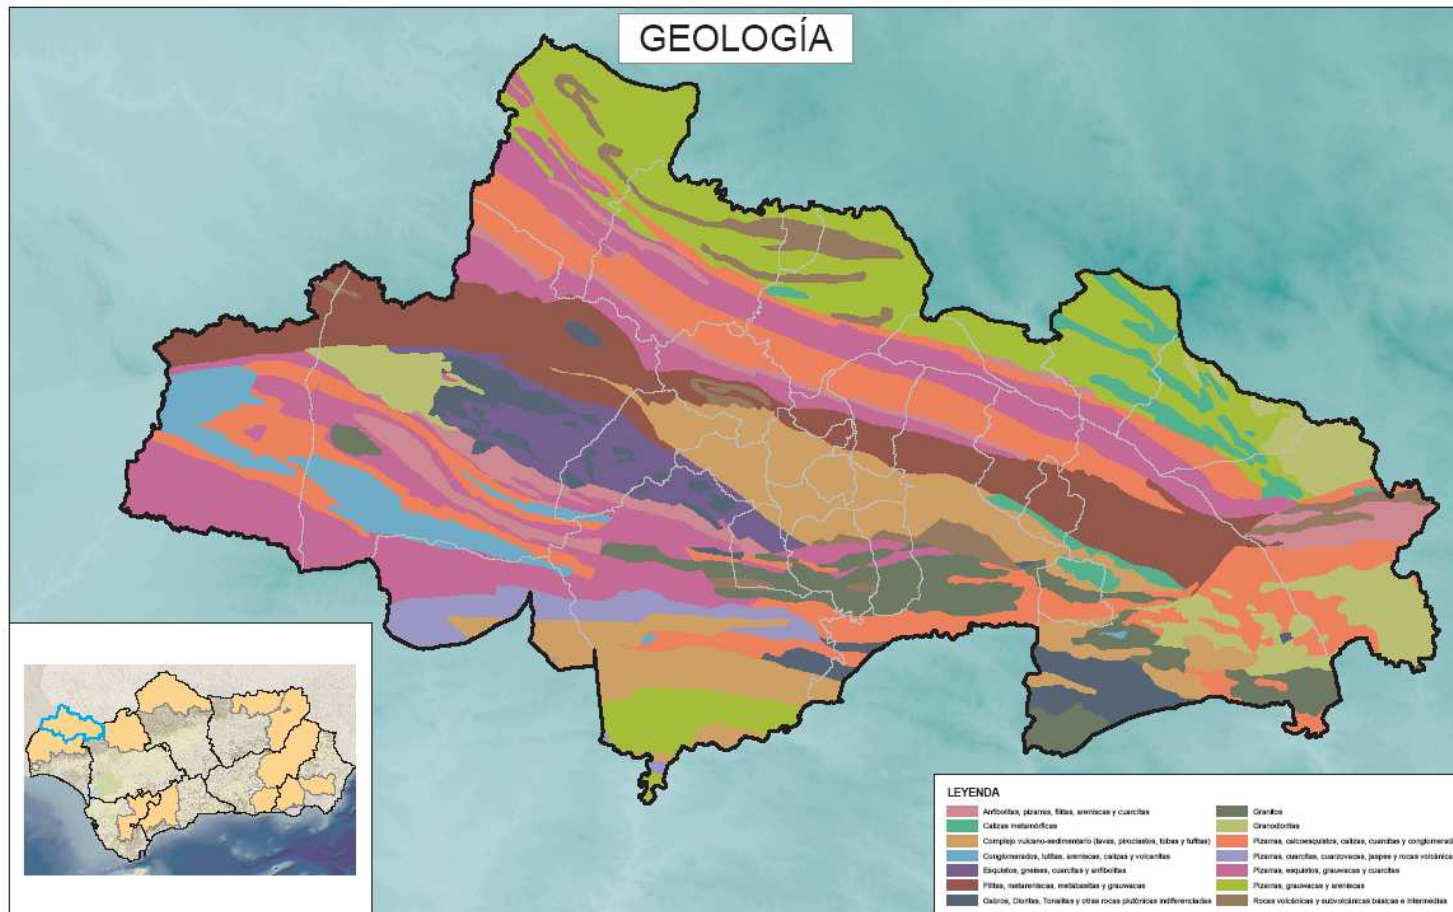 GEOLOGÍA
LEYENDA
Anfibolitas, pizarras, filitas, areniscas y cuarcitas
Calizas metamórficas
Complejo vulcano-sedimentario (lavas, piroclastos, tobas y tufitas)
Conglomerados, lutitas, areniscas, calizas y volcanitas
Esquistos, gneises, cuarcitas y anfibolitas
Filitas, metareniscas, metabasitas y grauwacas
Gabros, Dioritas, Tonalitas y otras rocas plutónicas indiferenciadas
Granitos
Granodioritas
Pizarras, calcoesquistos, calizas, cuarcitas y conglomerad
Pizarras, cuarcitas, cuarzovacas, jaspes y rocas volcánica
Pizarras, esquistos, grauwacas y cuarcitas
Pizarras, grauwacas y areniscas
Rocas volcánicas y subvolcánicas básicas e intermedias